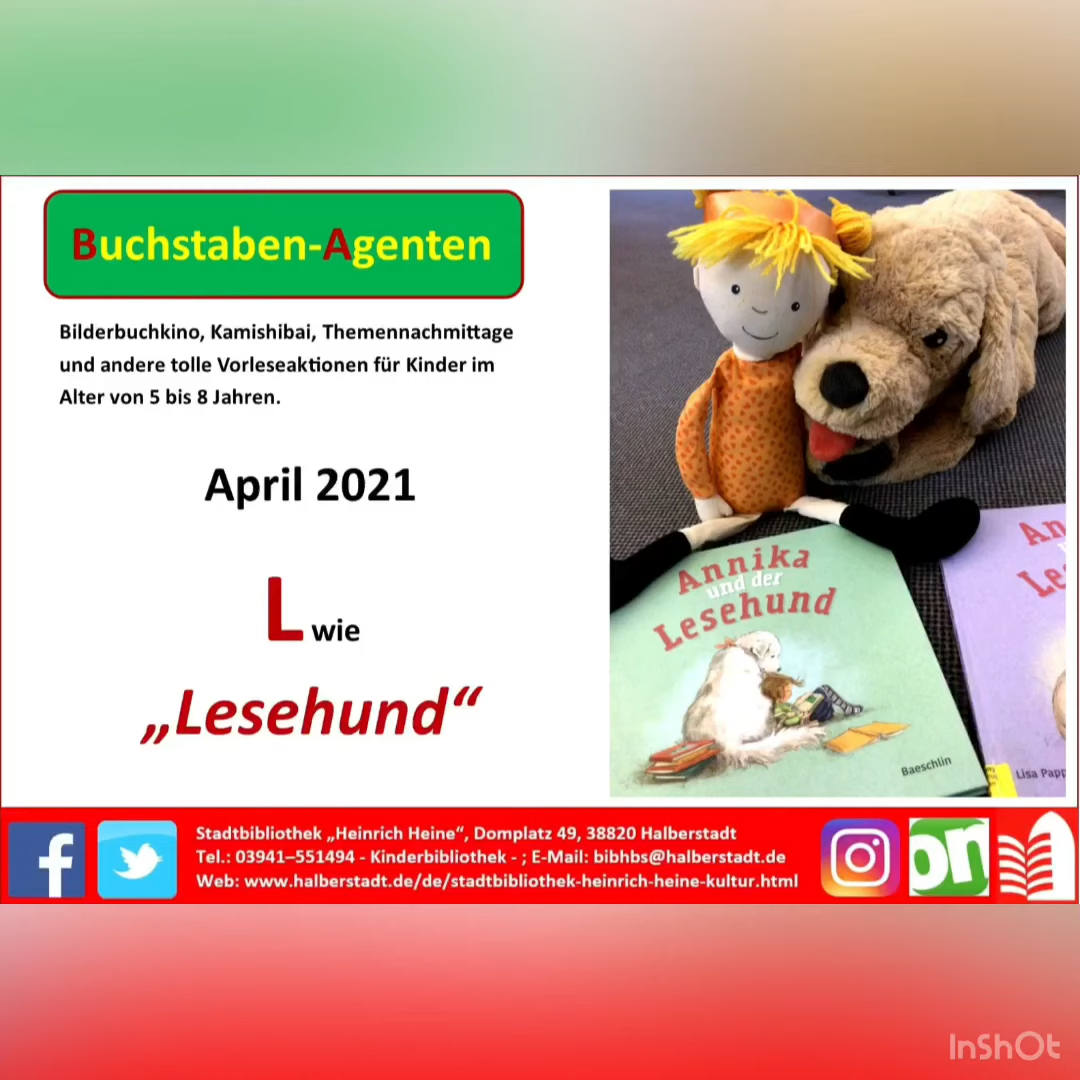 Buchstaben-Agenten
Bilderbuchkino, Kamishibai, Themennachmittage
und andere tolle Vorleseaktionen für Kinder im
Alter von 5 bis 8 Jahren.
April 2021
L wie
„Lesehund“
Annika
und der
Lesehund
Baeschlin
An
Le
Lisa Papp
Stadtbibliothek „Heinrich Heine“, Domplatz 49, 38820 Halberstadt
Tel.: 03941–551494 - Kinderbibliothek - ; E-Mail: bibhbs@halberstadt.de
Web: www.halberstadt.de/de/stadtbibliothek-heinrich-heine-kultur.html
f
on
InShOt